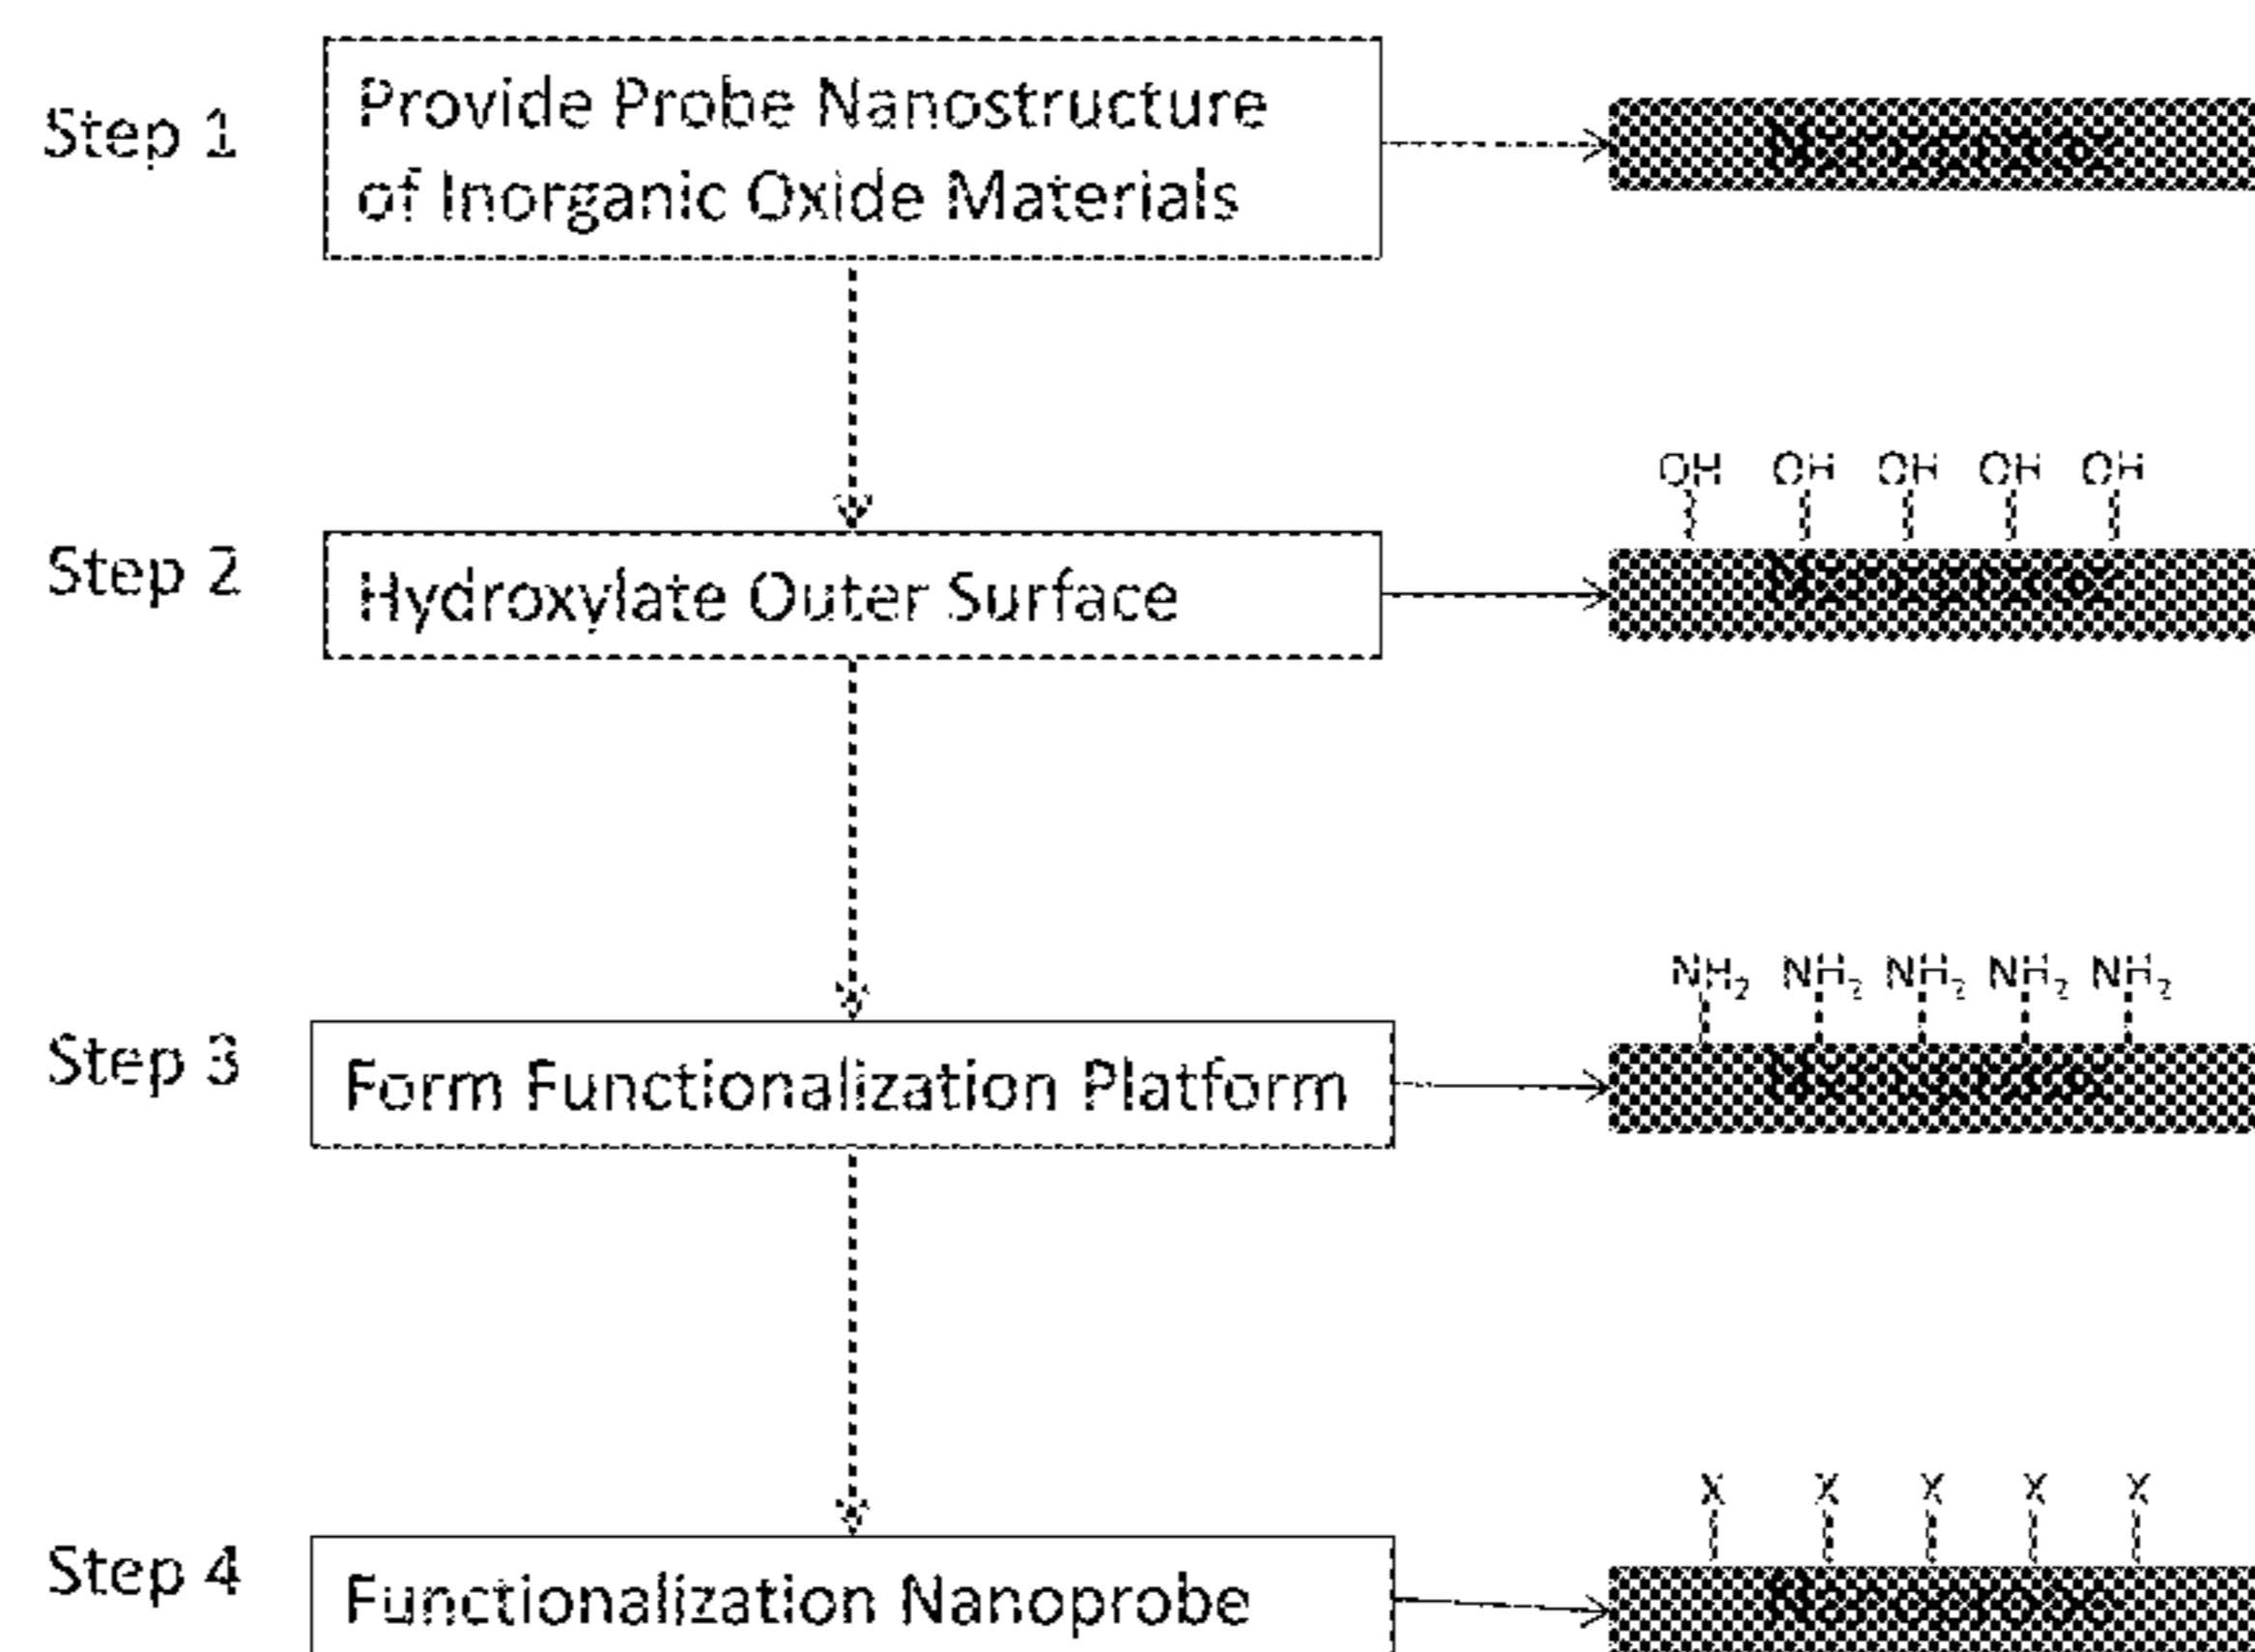 Step 1
Provide Probe Nanostructure
of Inorganic Oxide Materials
OH OH OH OH OH
Step 2
Hydroxylate Outer Surface
NH2 NH2 NH2 NH2 NH2
Step 3
Form Functionalization Platform
X X X X X
Step 4
Functionalization Nanoprobe
Nanoprobe